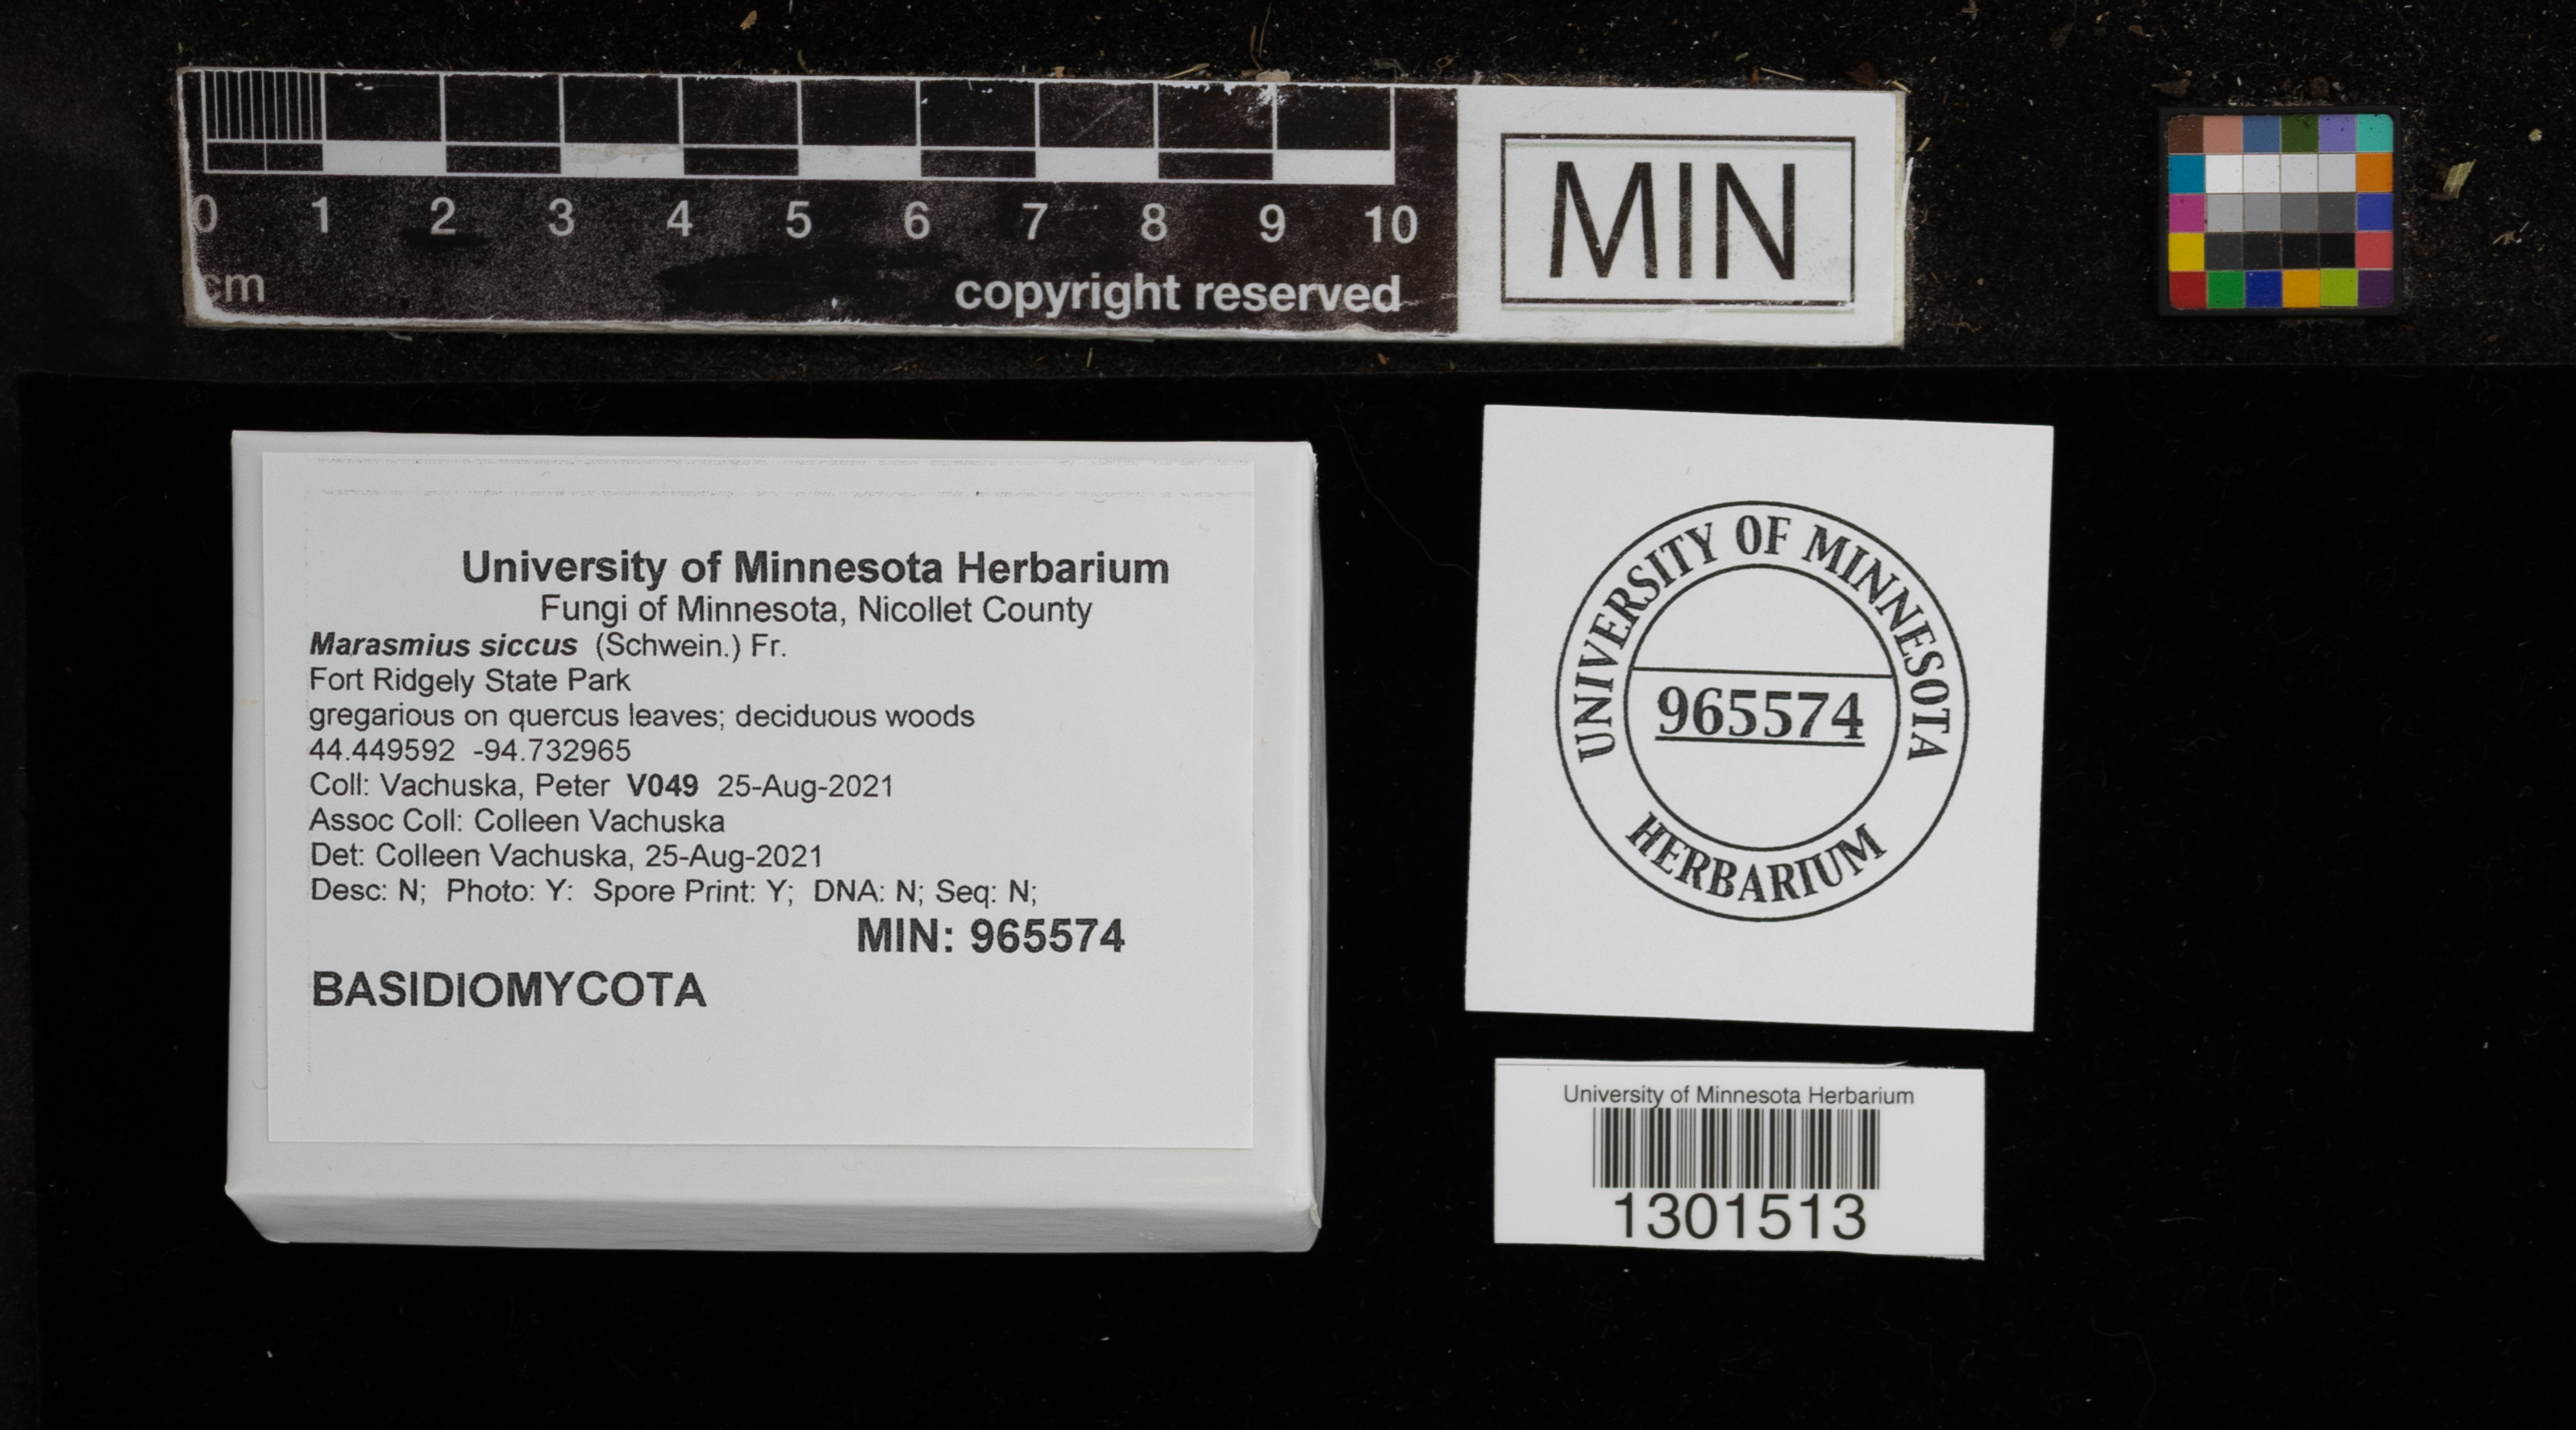 0 1 2 3 4 5 6 7 8 9 10
cm
copyright reserved
MIN
University of Minnesota Herbarium
Fungi of Minnesota, Nicollet County
Marasmius siccus (Schwein.) Fr.
Fort Ridgely State Park
gregarious on quercus leaves; deciduous woods
44.449592 -94.732965
Coll: Vachuska, Peter V049 25-Aug-2021
Assoc Coll: Colleen Vachuska
Det: Colleen Vachuska, 25-Aug-2021
Desc: N; Photo: Y: Spore Print: Y; DNA: N; Seq: N;
MIN: 965574
BASIDIOMYCOTA
UNIVERSITY OF MINNESOTA
965574
HERBARIUM
University of Minnesota Herbarium
1301513